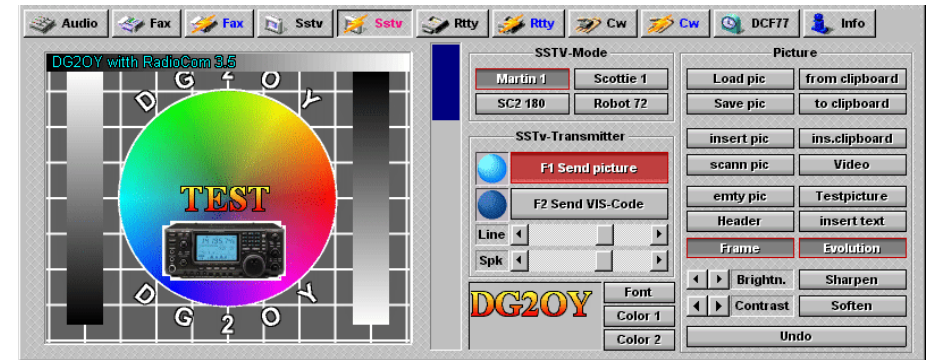 Audio Fax Fax Sstv Sstv Rtty Rtty Cw Cw DCF77 Info
DG2OY witth RadioCom 3.5
D G 2 O Y
TEST
D G 2 O Y
SSTV-Mode
Martin 1 Scottie 1
SC2 180 Robot 72
SSTv-Transmitter
F1 Send picture
F2 Send VIS-Code
Line
Spk
DG2OY
Font
Color 1
Color 2
Picture
Load pic from clipboard
Save pic to clipboard
insert pic ins.clipboard
scann pic Video
emty pic Testpicture
Header insert text
Frame Evolution
Brightn. Sharpen
Contrast Soften
Undo